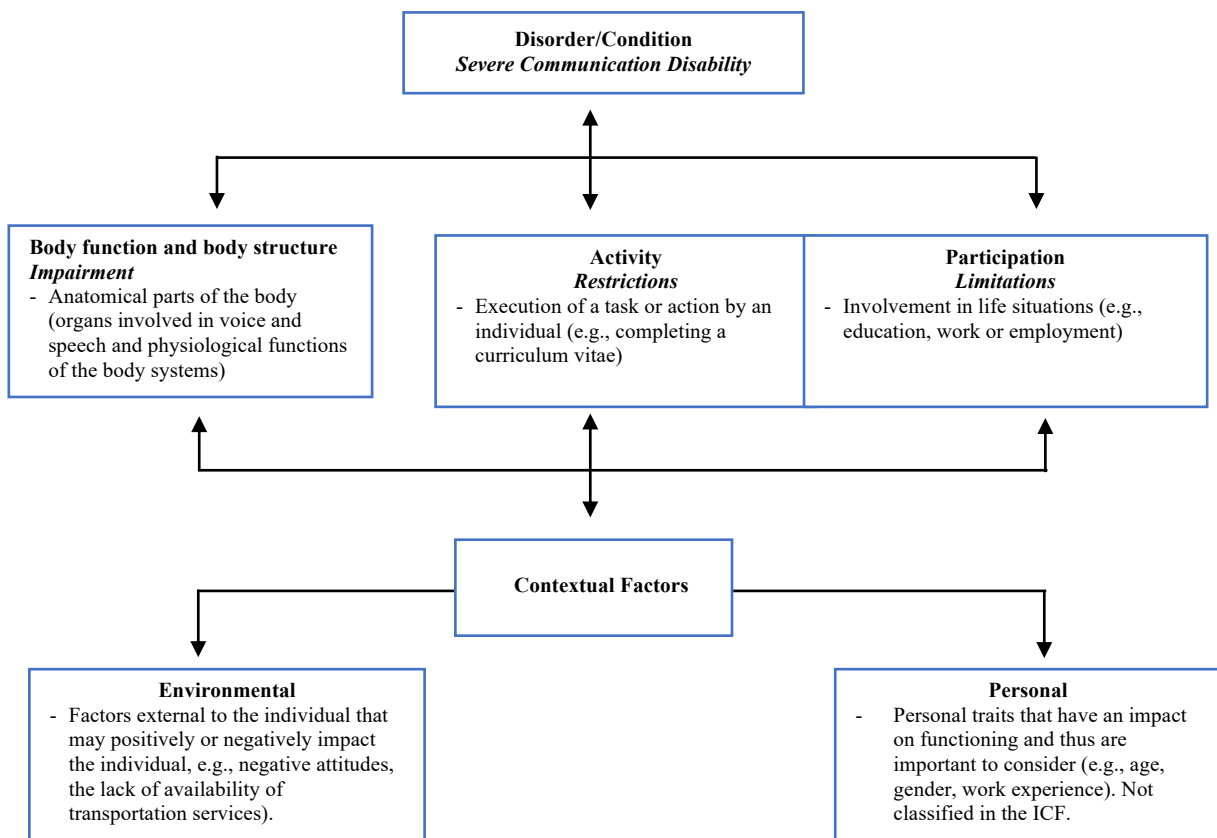 Disorder/Condition
Severe Communication Disability
Body function and body structure
Impairment
- Anatomical parts of the body
(organs involved in voice and
speech and physiological functions
of the body systems)
Activity
Restrictions
- Execution of a task or action by an
individual (e.g., completing a
curriculum vitae)
Participation
Limitations
- Involvement in life situations (e.g.,
education, work or employment)
Contextual Factors
Environmental
- Factors external to the individual that
may positively or negatively impact
the individual, e.g., negative attitudes,
the lack of availability of
transportation services).
Personal
- Personal traits that have an impact
on functioning and thus are
important to consider (e.g., age,
gender, work experience). Not
classified in the ICF.